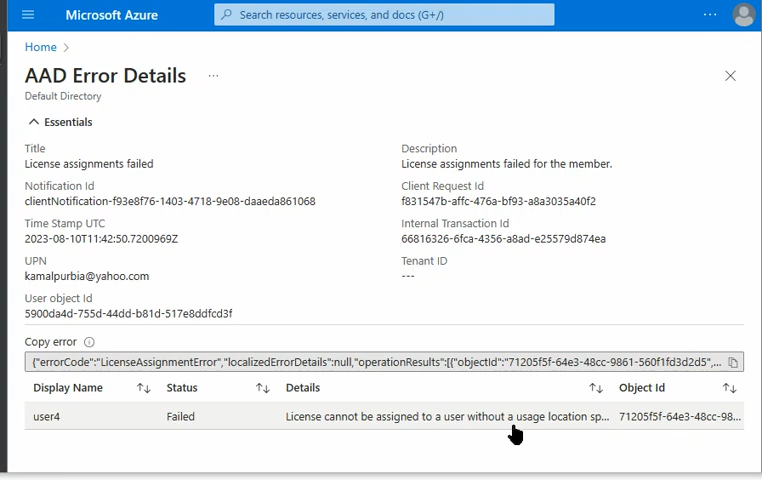 Microsoft Azure
Search resources, services, and docs (G+/)
...
Home >
AAD Error Details ...
Default Directory
Essentials
Title
License assignments failed
Description
License assignments failed for the member.
Notification Id
clientNotification-f93e8f76-1403-4718-9e08-daaeda861068
Client Request Id
f831547b-affc-476a-bf93-a8a3035a40f2
Time Stamp UTC
2023-08-10T11:42:50.7200969Z
Internal Transaction Id
66816326-6fca-4356-a8ad-e25579d874ea
UPN
kamalpurbia@yahoo.com
Tenant ID
---
User object Id
5900da4d-755d-44dd-b81d-517e8ddfcd3f
Copy error
{"errorCode":"LicenseAssignmentError","localizedErrorDetails":null,"operationResults":[{"objectId":"71205f5f-64e3-48cc-9861-560f1fd3d2d5",...
Display Name Status Details Object Id
user4 Failed License cannot be assigned to a user without a usage location sp... 71205f5f-64e3-48cc-98...